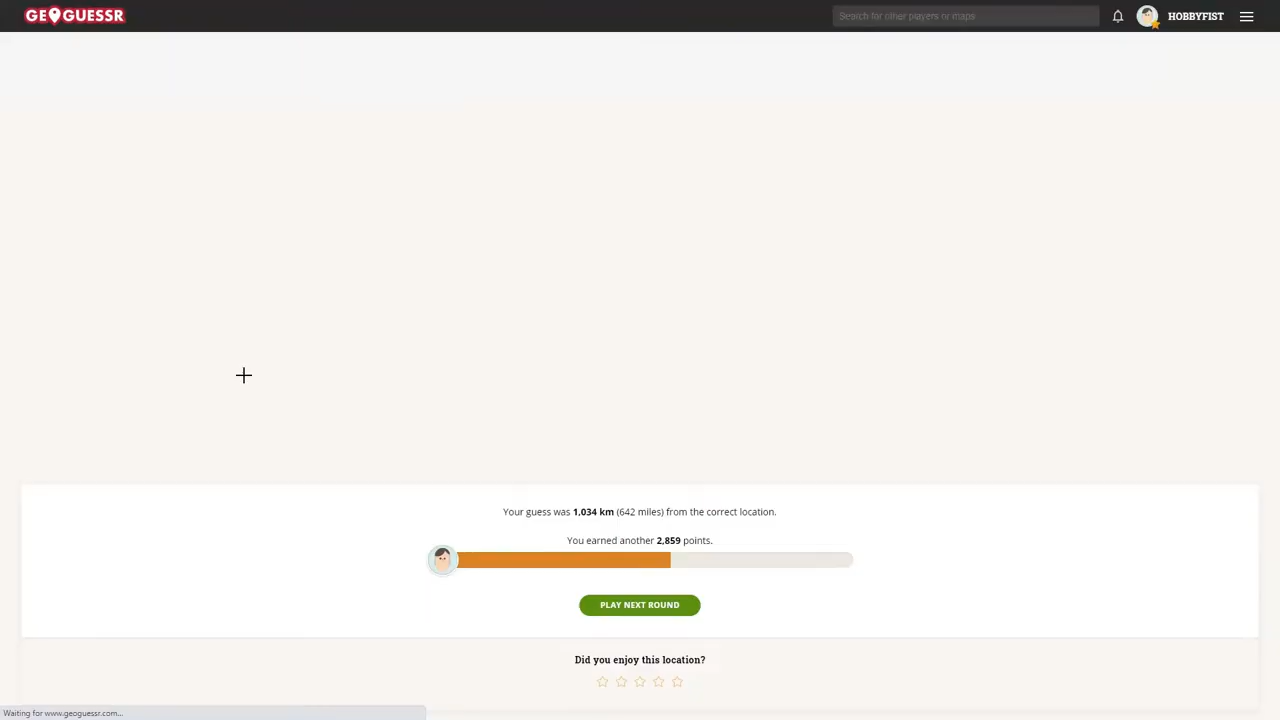 GEOGUESSR
Search for other players or maps
HOBBYFIST
Your guess was 1,034 km (642 miles) from the correct location.
You earned another 2,859 points.
PLAY NEXT ROUND
Did you enjoy this location?
Waiting for www.geoguessr.com...